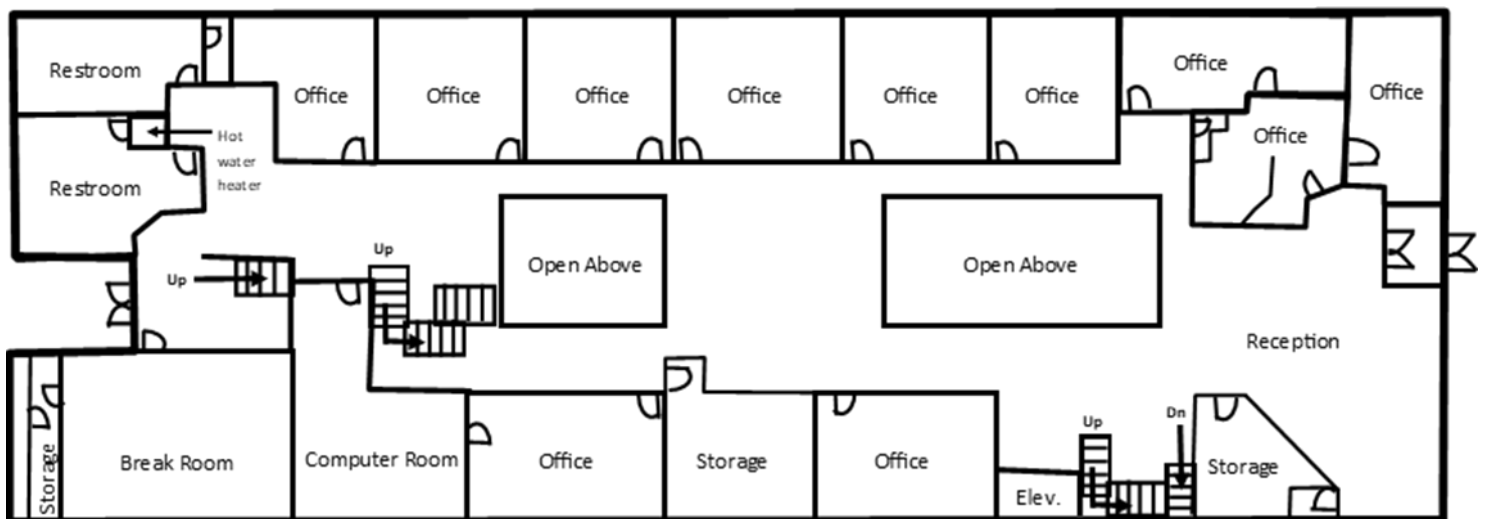 Restroom
Office
Office
Office
Office
Office
Office
Office
Office
Office
Hot
water
heater
Restroom
Up
Up
Open Above
Open Above
Reception
Storage
Break Room
Computer Room
Office
Storage
Office
Elev.
Up
Dn
Storage